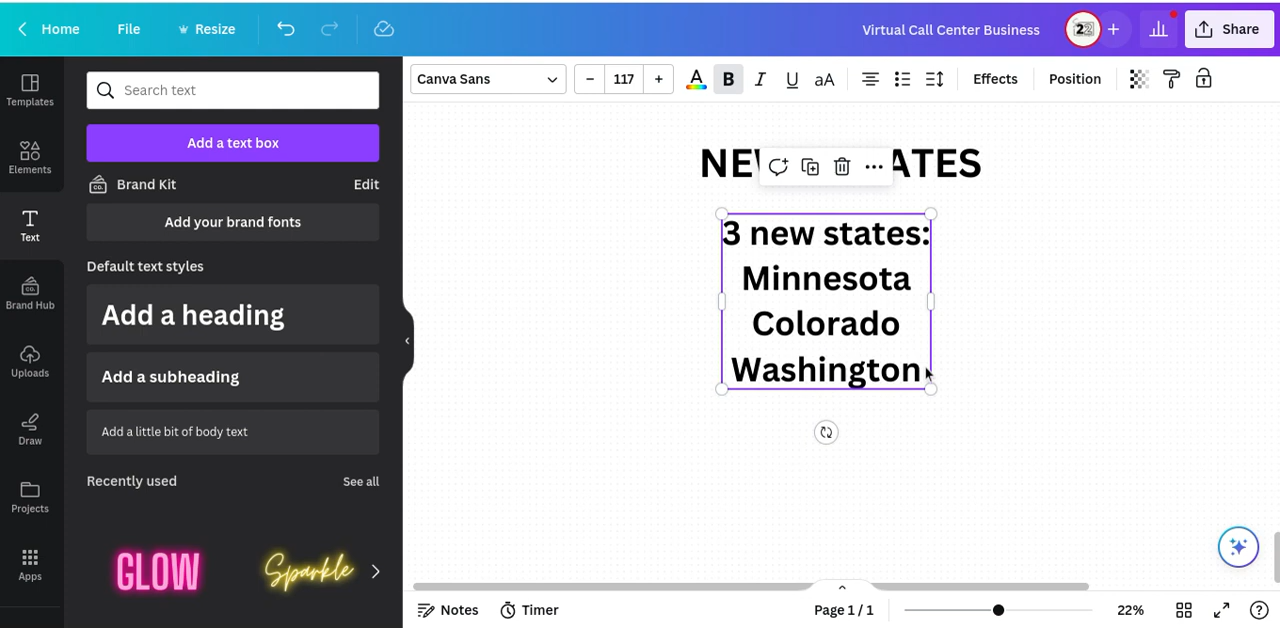 Home
File
Resize
Virtual Call Center Business
22
Share
Templates
Elements
Text
Brand Hub
Uploads
Draw
Projects
Apps
Search text
Add a text box
Brand Kit
Edit
Add your brand fonts
Default text styles
Add a heading
Add a subheading
Add a little bit of body text
Recently used
See all
GLOW
Sparkle
Canva Sans
117
A
B
I
U
aA
Effects
Position
3 new states:
Minnesota
Colorado
Washington
Notes
Timer
Page 1 / 1
22%